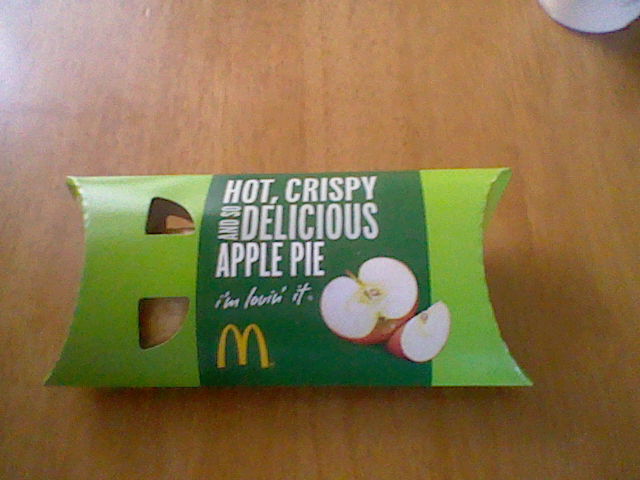 HOT, CRISPY
AND SO DELICIOUS
APPLE PIE
i'm lovin' it®
M